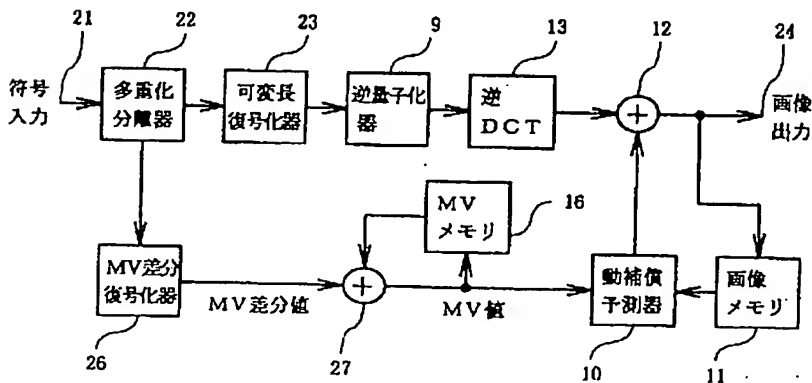 21
22
23
9
13
12
24
符号
入力
多重化
分離器
可変長
復号化器
逆量子化
器
逆
DCT
+
画像
出力
MV
メモリ
16
MV差分
復号化器
26
MV差分値
+
27
MV値
動補償
予測器
10
画像
メモリ
11